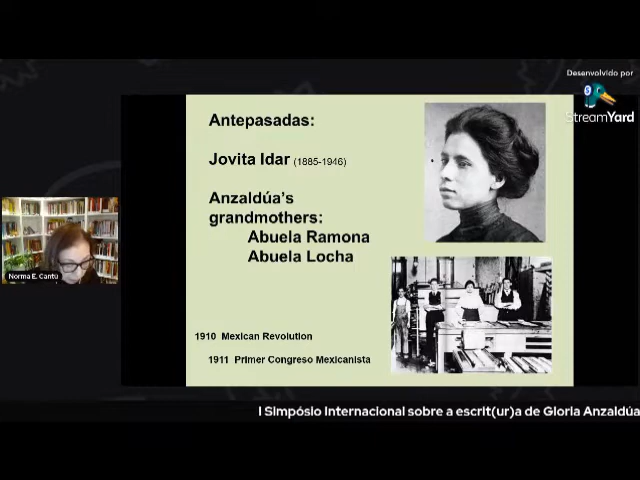 Desenvolvido por
StreamYard
Antepasadas:
Jovita Idar (1885-1946)
Anzaldúa's
grandmothers:
Abuela Ramona
Abuela Locha
Norma E. Cantú
1910 Mexican Revolution
1911 Primer Congreso Mexicanista
I Simpósio Internacional sobre a escrit(ur)a de Gloria Anzaldúa